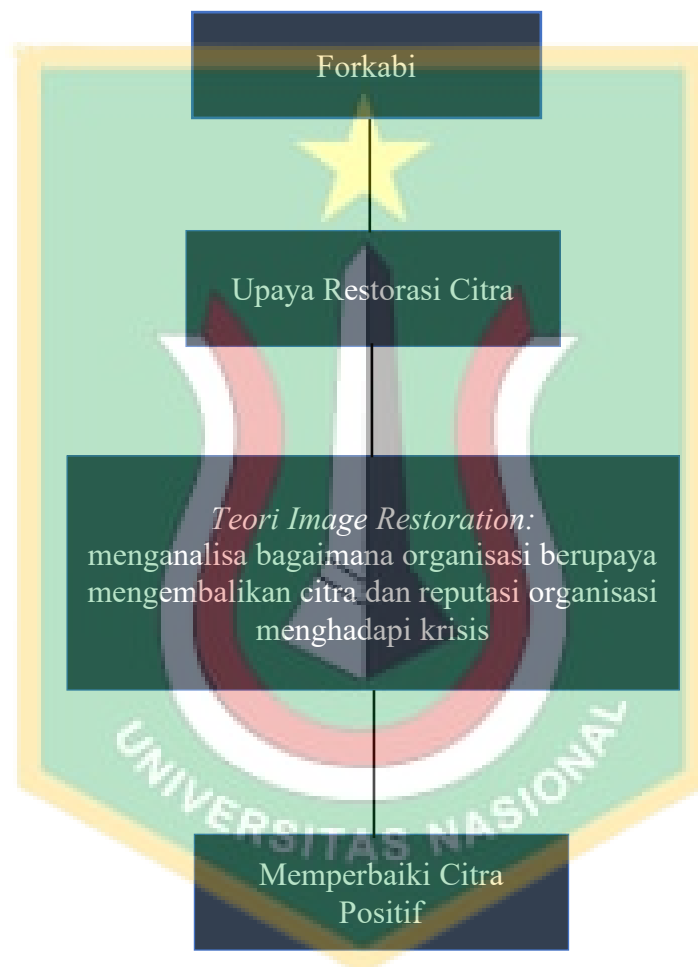 Forkabi
Upaya Restorasi Citra
Teori Image Restoration:
menganalisa bagaimana organisasi berupaya
mengembalikan citra dan reputasi organisasi
menghadapi krisis
UNIVERSITAS NASIONAL
Memperbaiki Citra
Positif